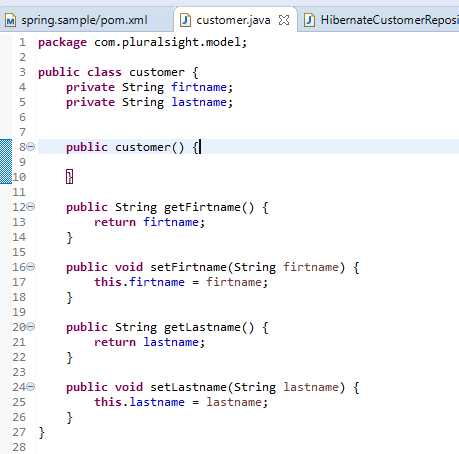 spring.sample/pom.xml customer.java HibernateCustomerReposi
1 package com.pluralsight.model;
2
3 public class customer {
4 private String firtname;
5 private String lastname;
6
7
8 public customer() {
9
10 }
11
12 public String getFirtname() {
13 return firtname;
14 }
15
16 public void setFirtname(String firtname) {
17 this.firtname = firtname;
18 }
19
20 public String getLastname() {
21 return lastname;
22 }
23
24 public void setLastname(String lastname) {
25 this.lastname = lastname;
26 }
27 }
28